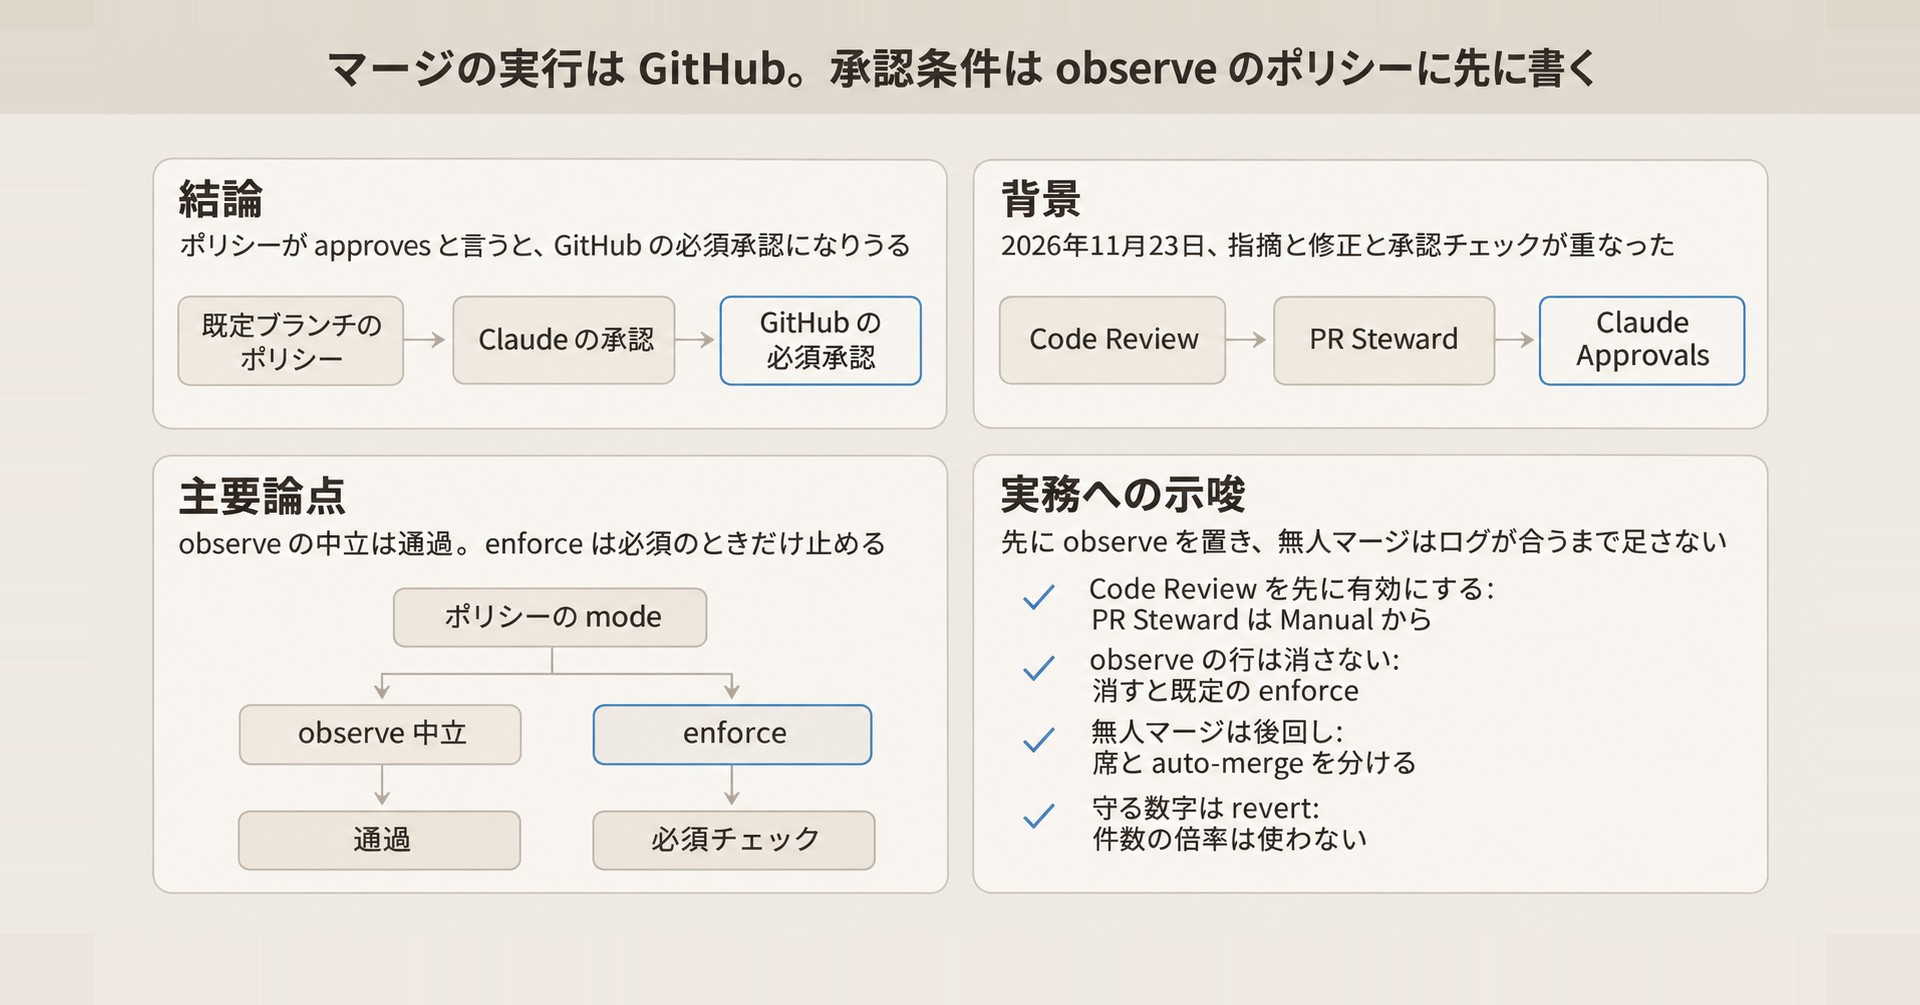 マージの実行は GitHub。承認条件は observe のポリシーに先に書く
結論
ポリシーが approves と言うと、GitHub の必須承認になりうる
既定ブランチの
ポリシー
Claude の承認
GitHub の
必須承認
背景
2026年11月23日、指摘と修正と承認チェックが重なった
Code Review
PR Steward
Claude
Approvals
主要論点
observe の中立は通過。enforce は必須のときだけ止める
ポリシーの mode
observe 中立
enforce
通過
必須チェック
実務への示唆
先に observe を置き、無人マージはログが合うまで足さない
Code Review を先に有効にする:
PR Steward は Manual から
observe の行は消さない:
消すと既定の enforce
無人マージは後回し:
席と auto-merge を分ける
守る数字は revert:
件数の倍率は使わない